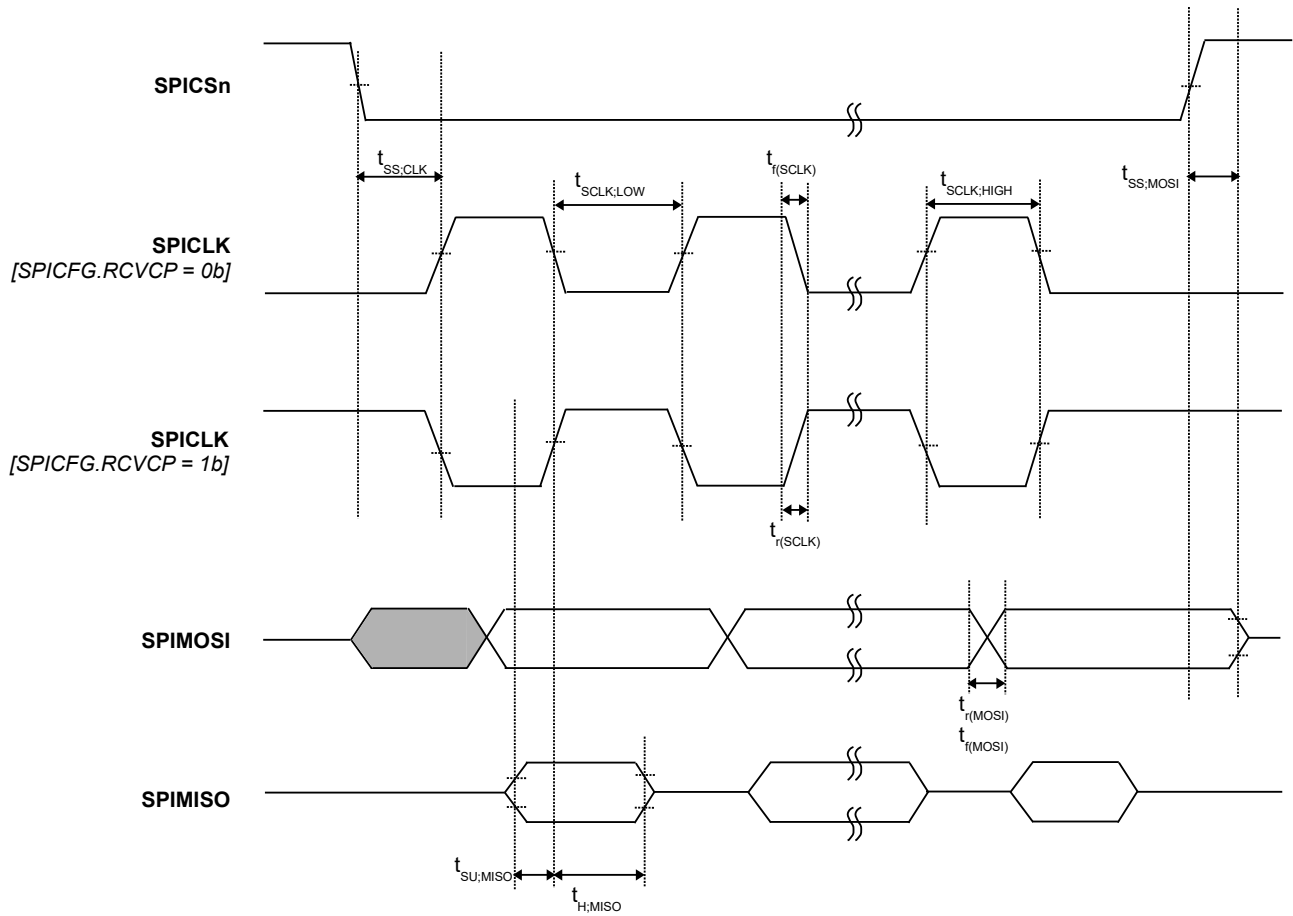 SPICSn
tSS;CLK
tf(SCLK)
tSCLK;LOW
tSCLK;HIGH
tSS;MOSI
SPICLK
[SPICFG.RCVCP = 0b]
SPICLK
[SPICFG.RCVCP = 1b]
tr(SCLK)
SPIMOSI
tr(MOSI)
tf(MOSI)
SPIMISO
tSU;MISO
tH;MISO